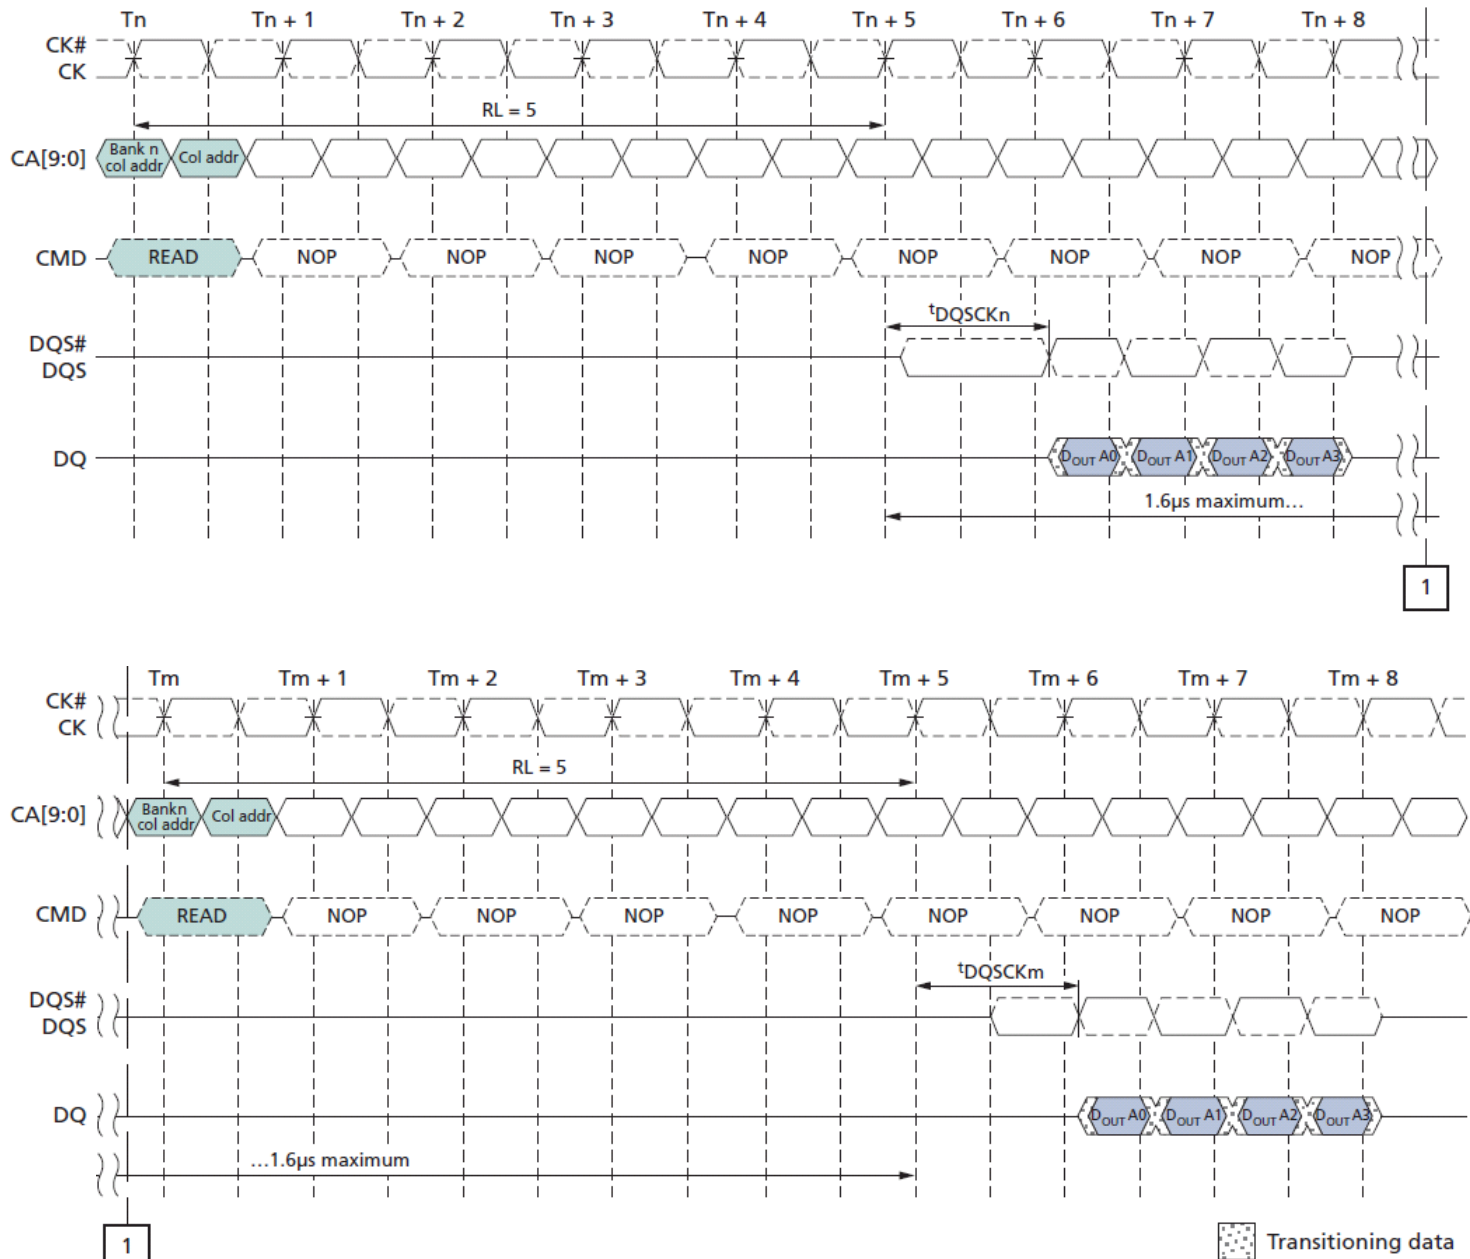 Tn Tn + 1 Tn + 2 Tn + 3 Tn + 4 Tn + 5 Tn + 6 Tn + 7 Tn + 8
CK#
CK
RL = 5
CA[9:0] Bank n col addr Col addr
CMD READ NOP NOP NOP NOP NOP NOP NOP NOP
tDQSCKn
DQS#
DQS
DQ DOUT A0 DOUT A1 DOUT A2 DOUT A3
1.6µs maximum…
1
Tm Tm + 1 Tm + 2 Tm + 3 Tm + 4 Tm + 5 Tm + 6 Tm + 7 Tm + 8
CK#
CK
RL = 5
CA[9:0] Bankn col addr Col addr
CMD READ NOP NOP NOP NOP NOP NOP NOP NOP
tDQSCKm
DQS#
DQS
DQ DOUT A0 DOUT A1 DOUT A2 DOUT A3
…1.6µs maximum
1
Transitioning data